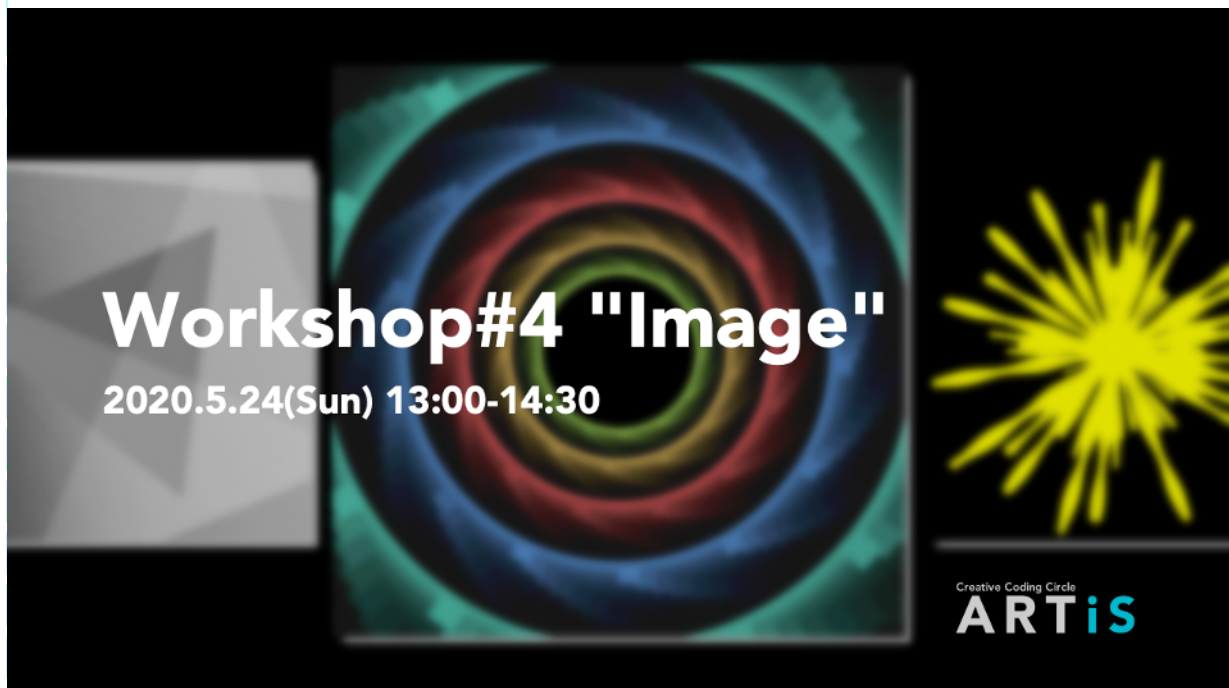 Workshop#4 "Image"
2020.5.24(Sun) 13:00-14:30
Creative Coding Circle
ARTiS